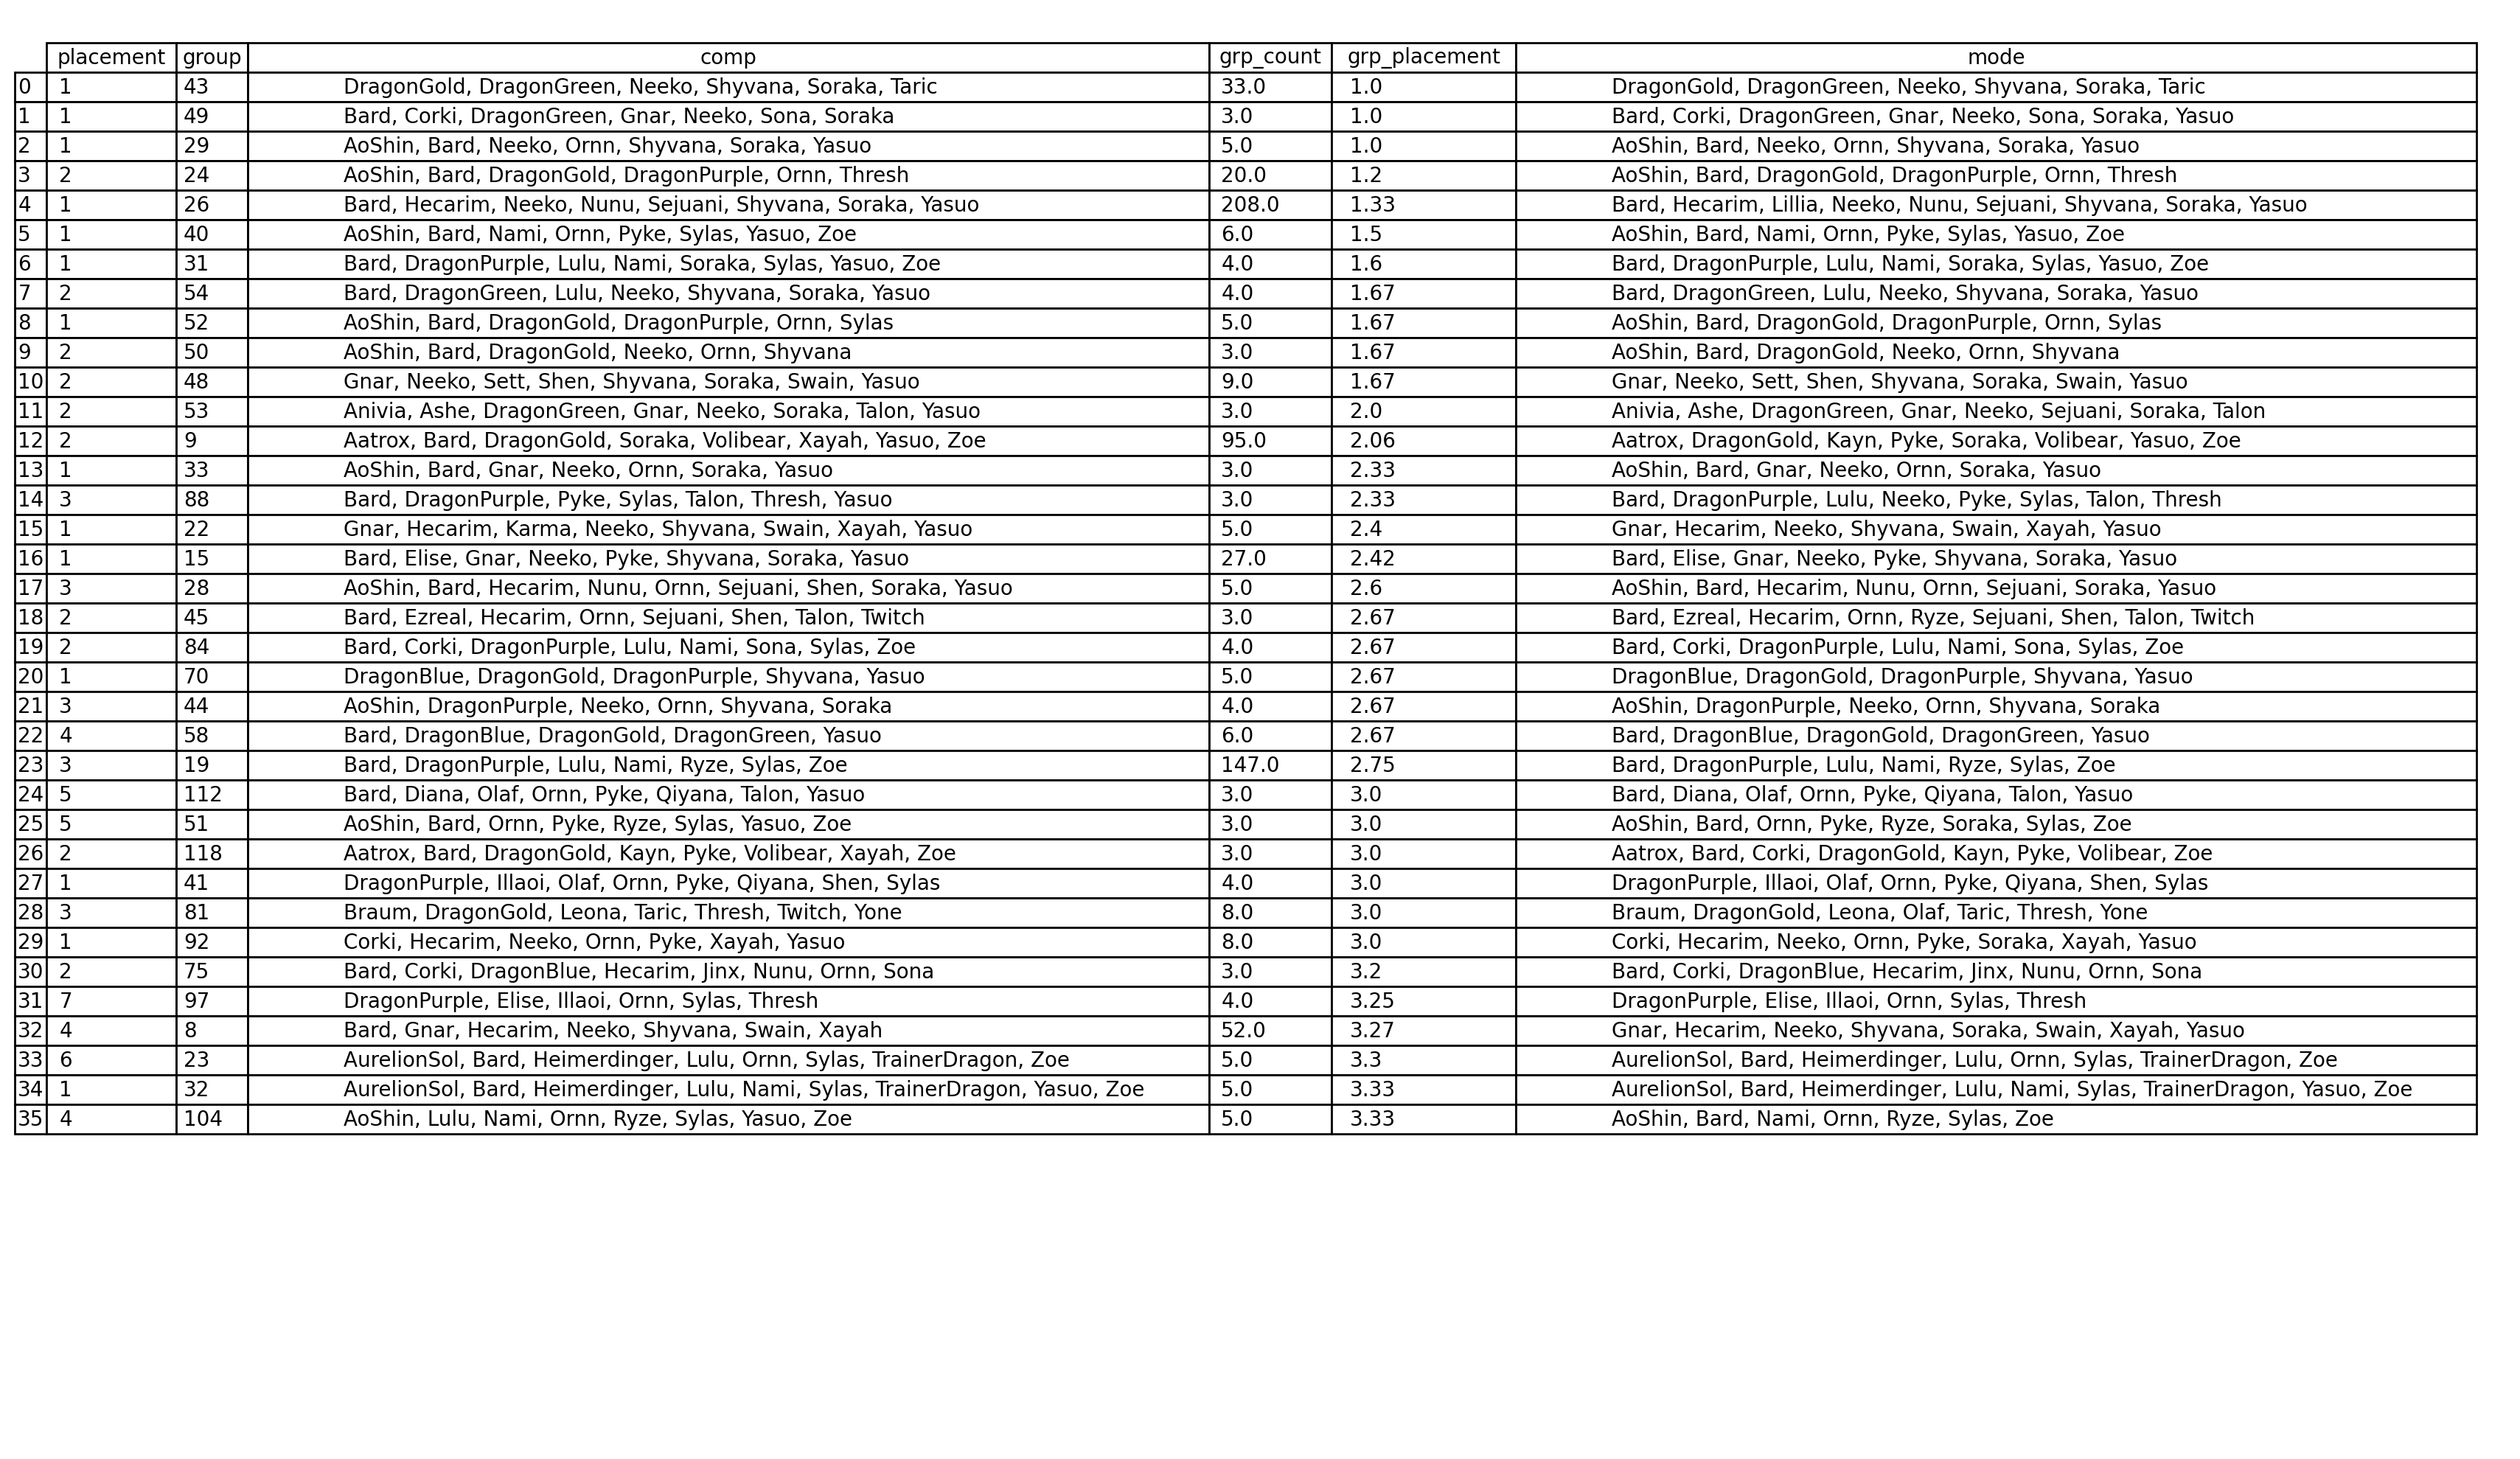 placement group comp grp_count grp_placement mode
0 1 43 DragonGold, DragonGreen, Neeko, Shyvana, Soraka, Taric 33.0 1.0 DragonGold, DragonGreen, Neeko, Shyvana, Soraka, Taric
1 1 49 Bard, Corki, DragonGreen, Gnar, Neeko, Sona, Soraka 3.0 1.0 Bard, Corki, DragonGreen, Gnar, Neeko, Sona, Soraka, Yasuo
2 1 29 AoShin, Bard, Neeko, Ornn, Shyvana, Soraka, Yasuo 5.0 1.0 AoShin, Bard, Neeko, Ornn, Shyvana, Soraka, Yasuo
3 2 24 AoShin, Bard, DragonGold, DragonPurple, Ornn, Thresh 20.0 1.2 AoShin, Bard, DragonGold, DragonPurple, Ornn, Thresh
4 1 26 Bard, Hecarim, Neeko, Nunu, Sejuani, Shyvana, Soraka, Yasuo 208.0 1.33 Bard, Hecarim, Lillia, Neeko, Nunu, Sejuani, Shyvana, Soraka, Yasuo
5 1 40 AoShin, Bard, Nami, Ornn, Pyke, Sylas, Yasuo, Zoe 6.0 1.5 AoShin, Bard, Nami, Ornn, Pyke, Sylas, Yasuo, Zoe
6 1 31 Bard, DragonPurple, Lulu, Nami, Soraka, Sylas, Yasuo, Zoe 4.0 1.6 Bard, DragonPurple, Lulu, Nami, Soraka, Sylas, Yasuo, Zoe
7 2 54 Bard, DragonGreen, Lulu, Neeko, Shyvana, Soraka, Yasuo 4.0 1.67 Bard, DragonGreen, Lulu, Neeko, Shyvana, Soraka, Yasuo
8 1 52 AoShin, Bard, DragonGold, DragonPurple, Ornn, Sylas 5.0 1.67 AoShin, Bard, DragonGold, DragonPurple, Ornn, Sylas
9 2 50 AoShin, Bard, DragonGold, Neeko, Ornn, Shyvana 3.0 1.67 AoShin, Bard, DragonGold, Neeko, Ornn, Shyvana
10 2 48 Gnar, Neeko, Sett, Shen, Shyvana, Soraka, Swain, Yasuo 9.0 1.67 Gnar, Neeko, Sett, Shen, Shyvana, Soraka, Swain, Yasuo
11 2 53 Anivia, Ashe, DragonGreen, Gnar, Neeko, Soraka, Talon, Yasuo 3.0 2.0 Anivia, Ashe, DragonGreen, Gnar, Neeko, Sejuani, Soraka, Talon
12 2 9 Aatrox, Bard, DragonGold, Soraka, Volibear, Xayah, Yasuo, Zoe 95.0 2.06 Aatrox, DragonGold, Kayn, Pyke, Soraka, Volibear, Yasuo, Zoe
13 1 33 AoShin, Bard, Gnar, Neeko, Ornn, Soraka, Yasuo 3.0 2.33 AoShin, Bard, Gnar, Neeko, Ornn, Soraka, Yasuo
14 3 88 Bard, DragonPurple, Pyke, Sylas, Talon, Thresh, Yasuo 3.0 2.33 Bard, DragonPurple, Lulu, Neeko, Pyke, Sylas, Talon, Thresh
15 1 22 Gnar, Hecarim, Karma, Neeko, Shyvana, Swain, Xayah, Yasuo 5.0 2.4 Gnar, Hecarim, Neeko, Shyvana, Swain, Xayah, Yasuo
16 1 15 Bard, Elise, Gnar, Neeko, Pyke, Shyvana, Soraka, Yasuo 27.0 2.42 Bard, Elise, Gnar, Neeko, Pyke, Shyvana, Soraka, Yasuo
17 3 28 AoShin, Bard, Hecarim, Nunu, Ornn, Sejuani, Shen, Soraka, Yasuo 5.0 2.6 AoShin, Bard, Hecarim, Nunu, Ornn, Sejuani, Soraka, Yasuo
18 2 45 Bard, Ezreal, Hecarim, Ornn, Sejuani, Shen, Talon, Twitch 3.0 2.67 Bard, Ezreal, Hecarim, Ornn, Ryze, Sejuani, Shen, Talon, Twitch
19 2 84 Bard, Corki, DragonPurple, Lulu, Nami, Sona, Sylas, Zoe 4.0 2.67 Bard, Corki, DragonPurple, Lulu, Nami, Sona, Sylas, Zoe
20 1 70 DragonBlue, DragonGold, DragonPurple, Shyvana, Yasuo 5.0 2.67 DragonBlue, DragonGold, DragonPurple, Shyvana, Yasuo
21 3 44 AoShin, DragonPurple, Neeko, Ornn, Shyvana, Soraka 4.0 2.67 AoShin, DragonPurple, Neeko, Ornn, Shyvana, Soraka
22 4 58 Bard, DragonBlue, DragonGold, DragonGreen, Yasuo 6.0 2.67 Bard, DragonBlue, DragonGold, DragonGreen, Yasuo
23 3 19 Bard, DragonPurple, Lulu, Nami, Ryze, Sylas, Zoe 147.0 2.75 Bard, DragonPurple, Lulu, Nami, Ryze, Sylas, Zoe
24 5 112 Bard, Diana, Olaf, Ornn, Pyke, Qiyana, Talon, Yasuo 3.0 3.0 Bard, Diana, Olaf, Ornn, Pyke, Qiyana, Talon, Yasuo
25 5 51 AoShin, Bard, Ornn, Pyke, Ryze, Sylas, Yasuo, Zoe 3.0 3.0 AoShin, Bard, Ornn, Pyke, Ryze, Soraka, Sylas, Zoe
26 2 118 Aatrox, Bard, DragonGold, Kayn, Pyke, Volibear, Xayah, Zoe 3.0 3.0 Aatrox, Bard, Corki, DragonGold, Kayn, Pyke, Volibear, Zoe
27 1 41 DragonPurple, Illaoi, Olaf, Ornn, Pyke, Qiyana, Shen, Sylas 4.0 3.0 DragonPurple, Illaoi, Olaf, Ornn, Pyke, Qiyana, Shen, Sylas
28 3 81 Braum, DragonGold, Leona, Taric, Thresh, Twitch, Yone 8.0 3.0 Braum, DragonGold, Leona, Olaf, Taric, Thresh, Yone
29 1 92 Corki, Hecarim, Neeko, Ornn, Pyke, Xayah, Yasuo 8.0 3.0 Corki, Hecarim, Neeko, Ornn, Pyke, Soraka, Xayah, Yasuo
30 2 75 Bard, Corki, DragonBlue, Hecarim, Jinx, Nunu, Ornn, Sona 3.0 3.2 Bard, Corki, DragonBlue, Hecarim, Jinx, Nunu, Ornn, Sona
31 7 97 DragonPurple, Elise, Illaoi, Ornn, Sylas, Thresh 4.0 3.25 DragonPurple, Elise, Illaoi, Ornn, Sylas, Thresh
32 4 8 Bard, Gnar, Hecarim, Neeko, Shyvana, Swain, Xayah 52.0 3.27 Gnar, Hecarim, Neeko, Shyvana, Soraka, Swain, Xayah, Yasuo
33 6 23 AurelionSol, Bard, Heimerdinger, Lulu, Ornn, Sylas, TrainerDragon, Zoe 5.0 3.3 AurelionSol, Bard, Heimerdinger, Lulu, Ornn, Sylas, TrainerDragon, Zoe
34 1 32 AurelionSol, Bard, Heimerdinger, Lulu, Nami, Sylas, TrainerDragon, Yasuo, Zoe 5.0 3.33 AurelionSol, Bard, Heimerdinger, Lulu, Nami, Sylas, TrainerDragon, Yasuo, Zoe
35 4 104 AoShin, Lulu, Nami, Ornn, Ryze, Sylas, Yasuo, Zoe 5.0 3.33 AoShin, Bard, Nami, Ornn, Ryze, Sylas, Zoe